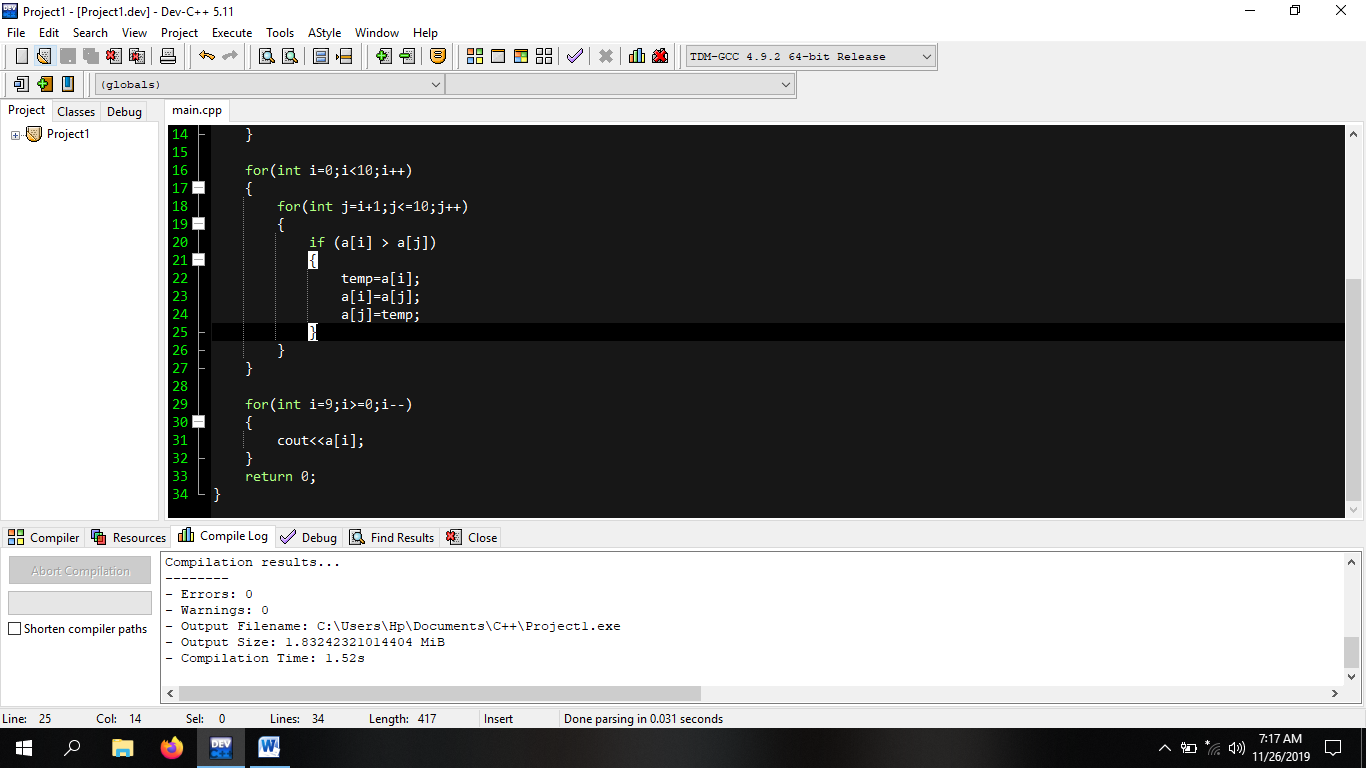 Project1 - [Project1.dev] - Dev-C++ 5.11
File Edit Search View Project Execute Tools AStyle Window Help
TDM-GCC 4.9.2 64-bit Release
(globals)
Project Classes Debug main.cpp
Project1
14 }
15
16 for(int i=0;i<10;i++)
17 {
18 for(int j=i+1;j<=10;j++)
19 {
20 if (a[i] > a[j])
21 {
22 temp=a[i];
23 a[i]=a[j];
24 a[j]=temp;
25 }
26 }
27 }
28
29 for(int i=9;i>=0;i--)
30 {
31 cout<<a[i];
32 }
33 return 0;
34 }
Compiler Resources Compile Log Debug Find Results Close
Abort Compilation
Shorten compiler paths
Compilation results...
--------
- Errors: 0
- Warnings: 0
- Output Filename: C:\Users\Hp\Documents\C++\Project1.exe
- Output Size: 1.83242321014404 MiB
- Compilation Time: 1.52s
Line: 25 Col: 14 Sel: 0 Lines: 34 Length: 417 Insert Done parsing in 0.031 seconds
DEV C++
W
7:17 AM
11/26/2019